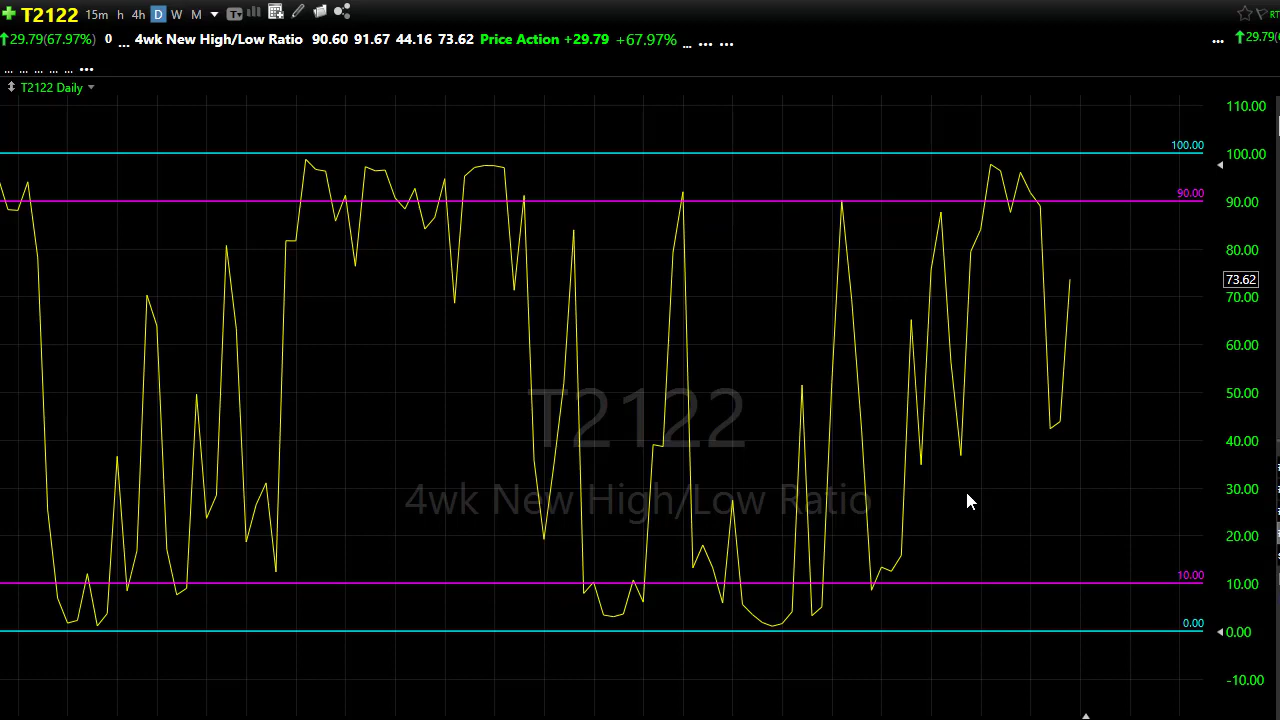 T2122 15m h 4h D W M T
29.79(67.97%) 0 ... 4wk New High/Low Ratio 90.60 91.67 44.16 73.62 Price Action +29.79 +67.97% ... ... ... ... 29.79(
... ... ... ... ... ...
T2122 Daily
110.00
100.00 100.00
90.00 90.00
80.00
73.62
70.00
60.00
50.00
T2122
40.00
4wk New High/Low Ratio
30.00
20.00
10.00 10.00
0.00 0.00
-10.00